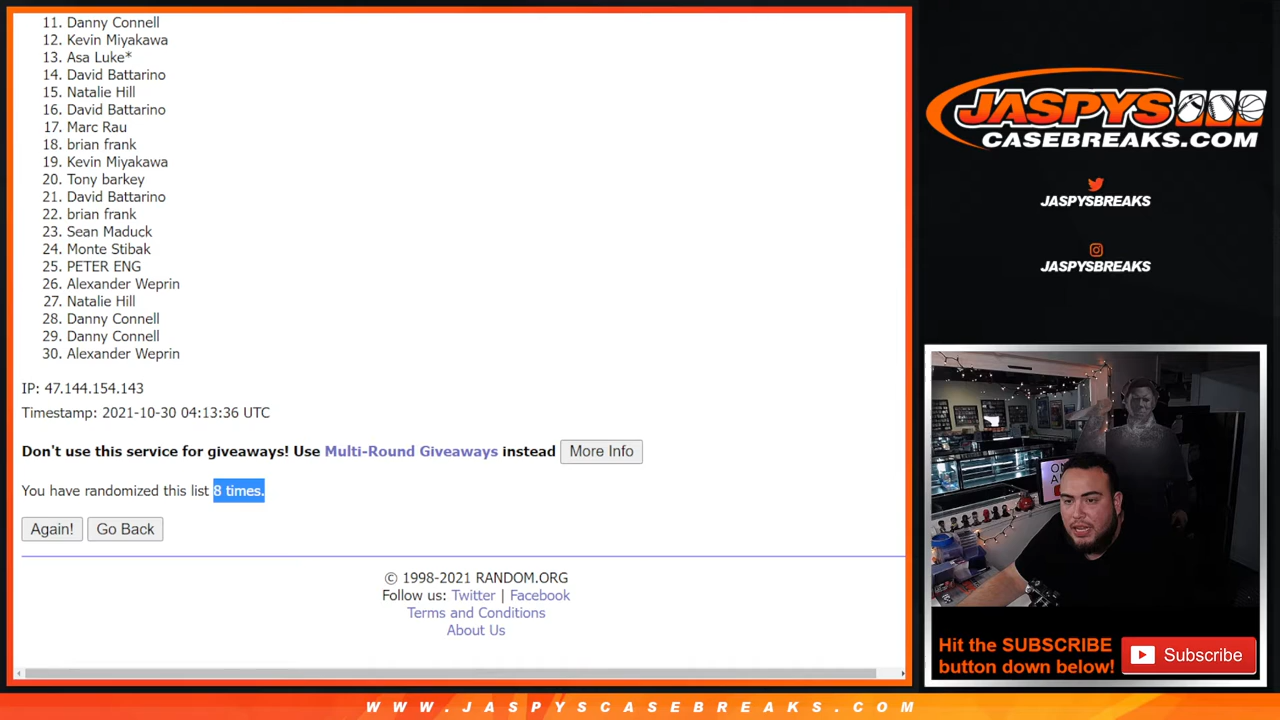 11. Danny Connell
12. Kevin Miyakawa
13. Asa Luke*
14. David Battarino
15. Natalie Hill
16. David Battarino
17. Marc Rau
18. brian frank
19. Kevin Miyakawa
20. Tony barkey
21. David Battarino
22. brian frank
23. Sean Maduck
24. Monte Stibak
25. PETER ENG
26. Alexander Weprin
27. Natalie Hill
28. Danny Connell
29. Danny Connell
30. Alexander Weprin
IP: 47.144.154.143
Timestamp: 2021-10-30 04:13:36 UTC
Don't use this service for giveaways! Use Multi-Round Giveaways instead More Info
You have randomized this list 8 times.
Again! Go Back
© 1998-2021 RANDOM.ORG
Follow us: Twitter | Facebook
Terms and Conditions
About Us
JASPYS
CASEBREAKS.COM
JASPYSBREAKS
JASPYSBREAKS
Hit the SUBSCRIBE
button down below!
Subscribe
WWW.JASPYSCASEBREAKS.COM